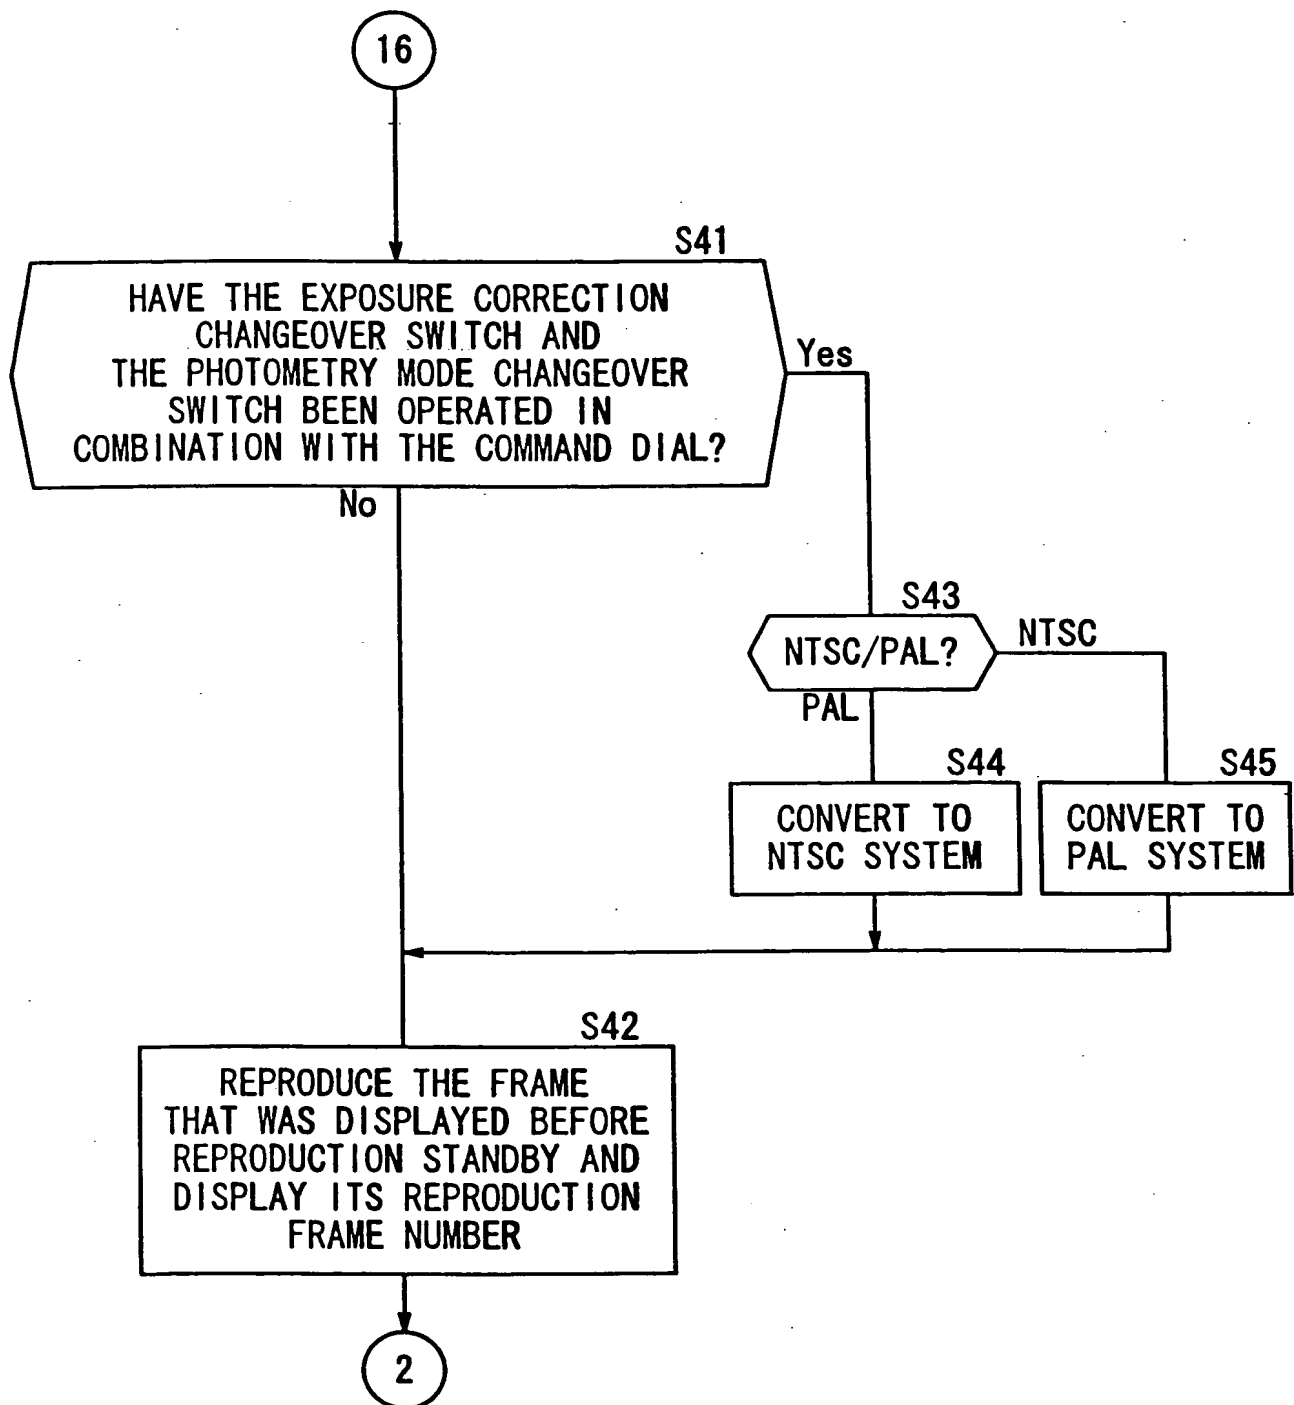 16
S41
HAVE THE EXPOSURE CORRECTION
CHANGEOVER SWITCH AND
THE PHOTOMETRY MODE CHANGEOVER
SWITCH BEEN OPERATED IN
COMBINATION WITH THE COMMAND DIAL?
Yes
No
S43
NTSC/PAL?
NTSC
PAL
S44
CONVERT TO
NTSC SYSTEM
S45
CONVERT TO
PAL SYSTEM
S42
REPRODUCE THE FRAME
THAT WAS DISPLAYED BEFORE
REPRODUCTION STANDBY AND
DISPLAY ITS REPRODUCTION
FRAME NUMBER
2